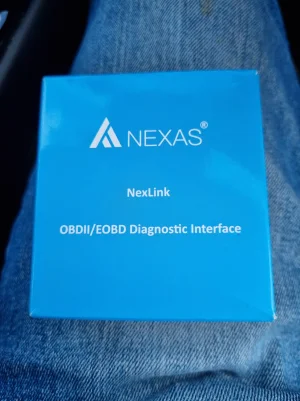 NEXAS®
NexLink
OBDII/EOBD Diagnostic Interface